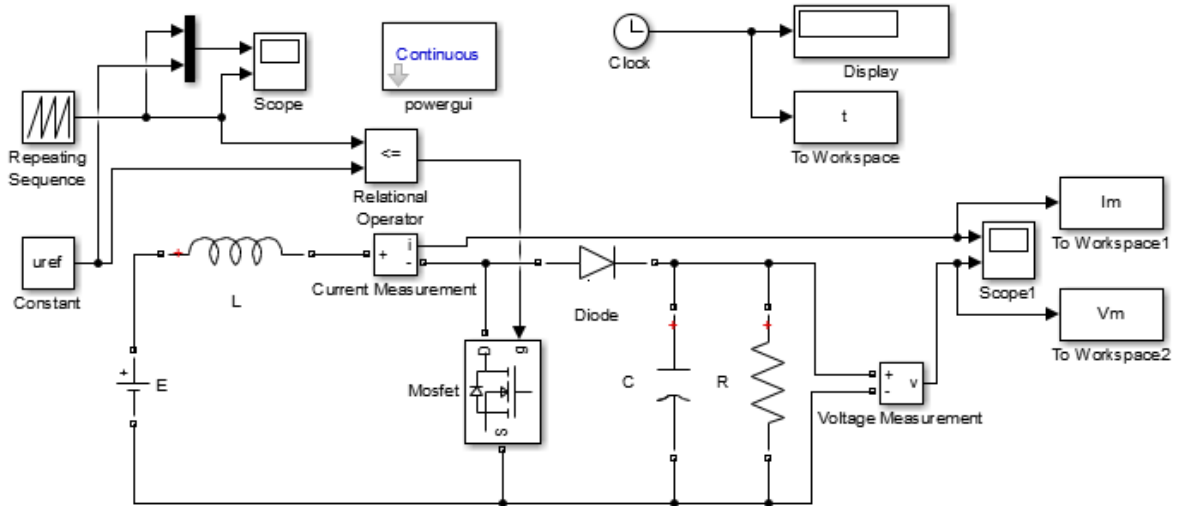 Continuous
powergui
Scope
Clock
Display
t
To Workspace
Repeating
Sequence
<=
Relational
Operator
uref
Constant
L
+
i
-
Current Measurement
Diode
Im
To Workspace1
Scope1
Vm
To Workspace2
+
E
Mosfet
D
g
S
C
R
+
-
v
Voltage Measurement